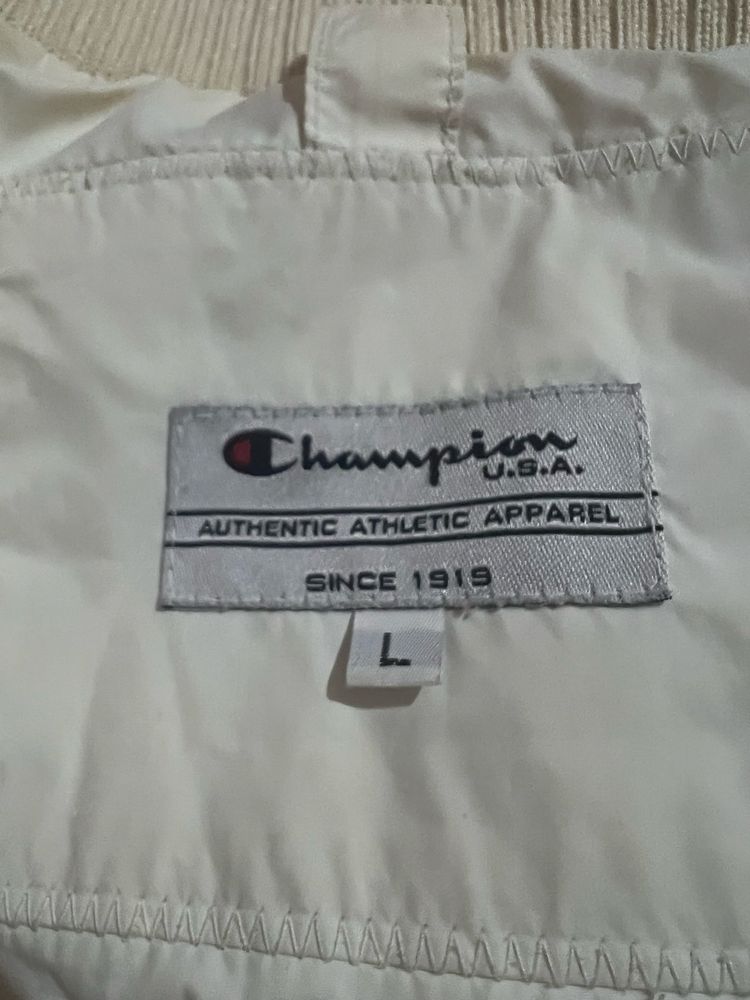 Champion
U.S.A.
AUTHENTIC ATHLETIC APPAREL
SINCE 1919
L